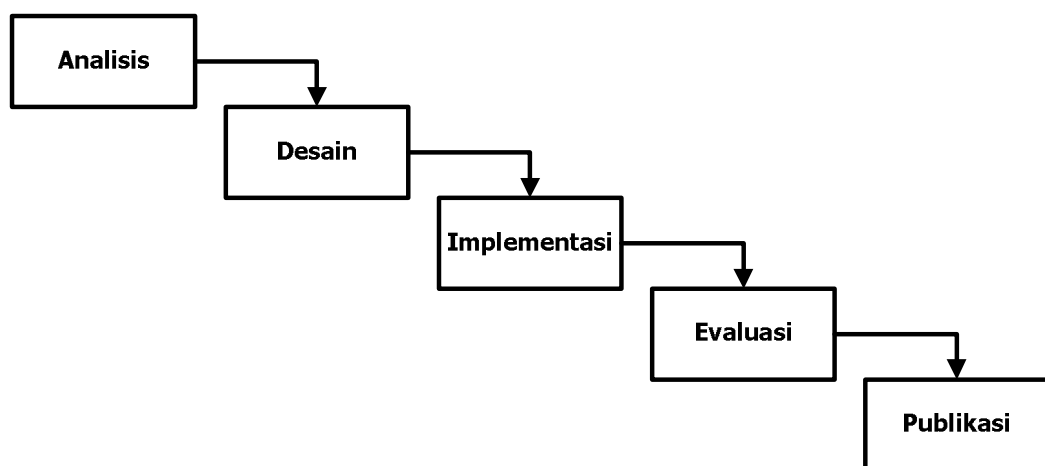 Analisis
Desain
Implementasi
Evaluasi
Publikasi